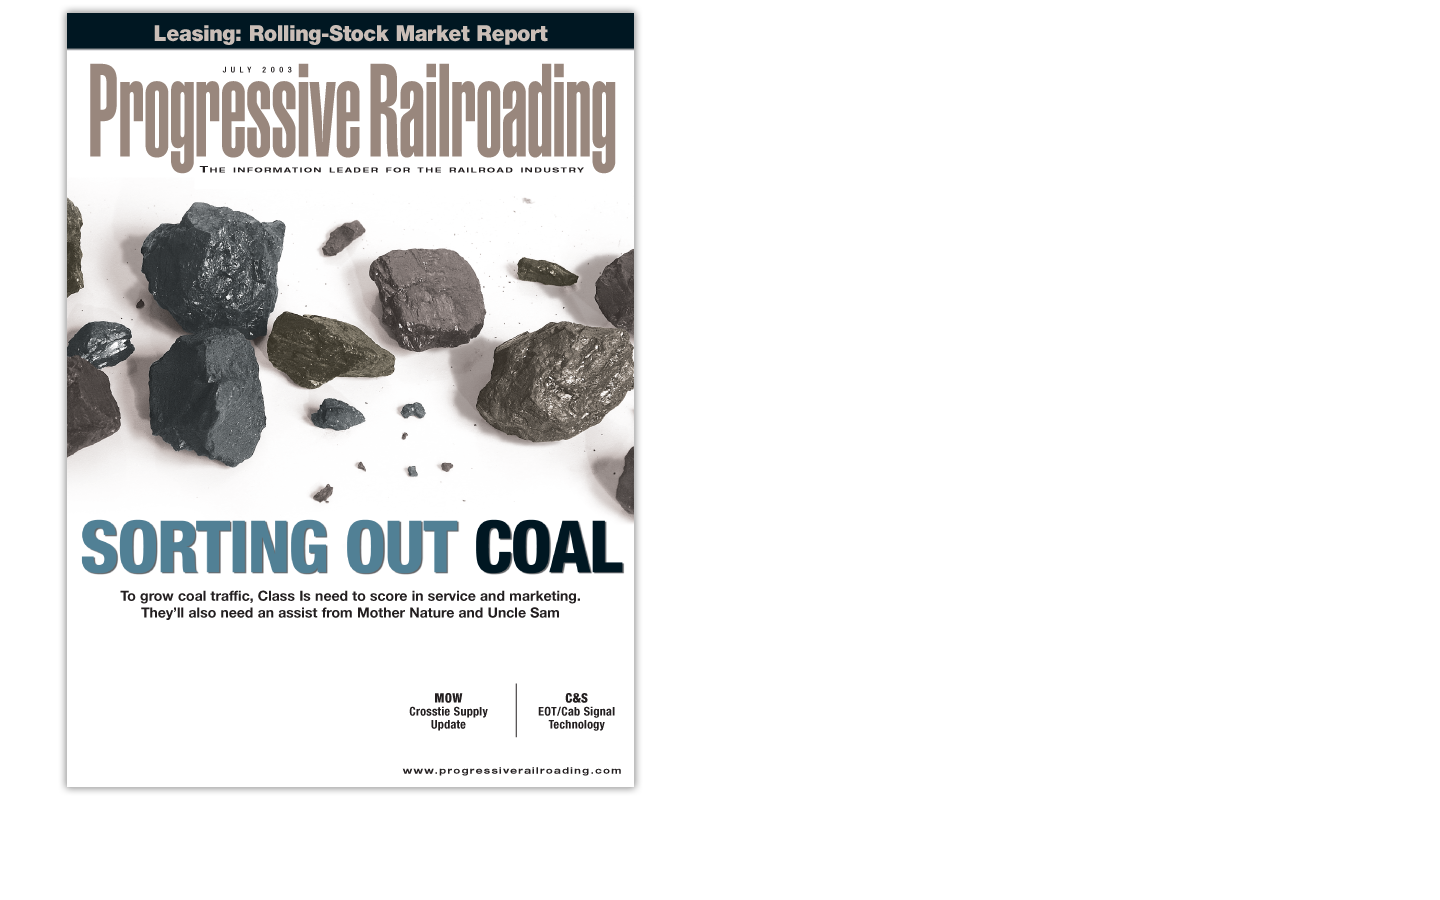 Leasing: Rolling-Stock Market Report
JULY 2003
Progressive Railroading
THE INFORMATION LEADER FOR THE RAILROAD INDUSTRY
SORTING OUT COAL
To grow coal traffic, Class Is need to score in service and marketing.
They’ll also need an assist from Mother Nature and Uncle Sam
MOW
Crosstie Supply
Update
C&S
EOT/Cab Signal
Technology
www.progressiverailroading.com